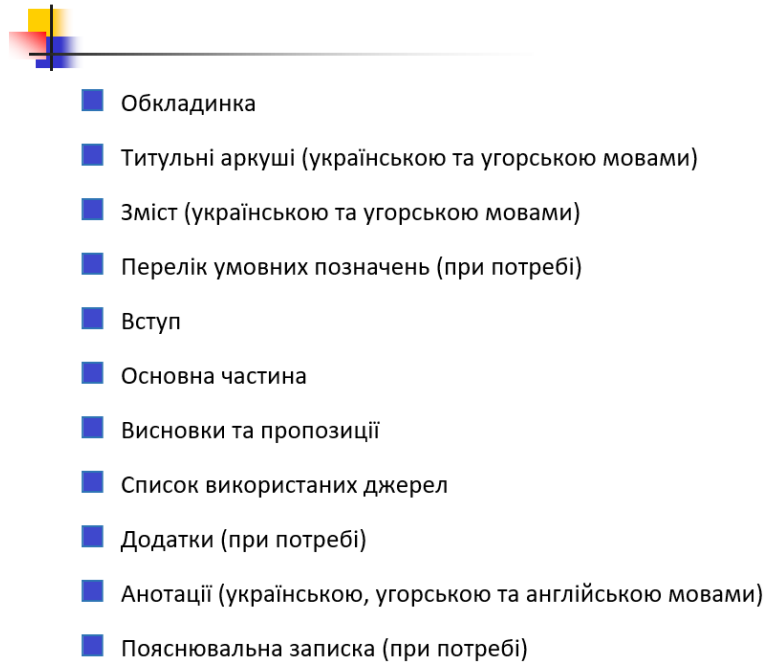 Обкладинка
Титульні аркуші (українською та угорською мовами)
Зміст (українською та угорською мовами)
Перелік умовних позначень (при потребі)
Вступ
Основна частина
Висновки та пропозиції
Список використаних джерел
Додатки (при потребі)
Анотації (українською, угорською та англійською мовами)
Пояснювальна записка (при потребі)